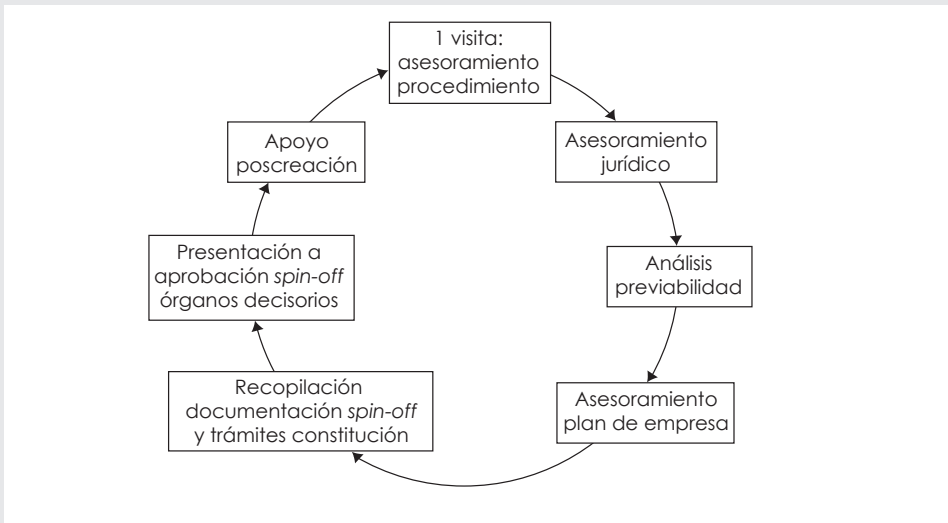 1 visita:
asesoramiento
procedimiento
Asesoramiento
jurídico
Análisis
previabilidad
Asesoramiento
plan de empresa
Recopilación
documentación spin-off
y trámites constitución
Presentación a
aprobación spin-off
órganos decisorios
Apoyo
poscreación